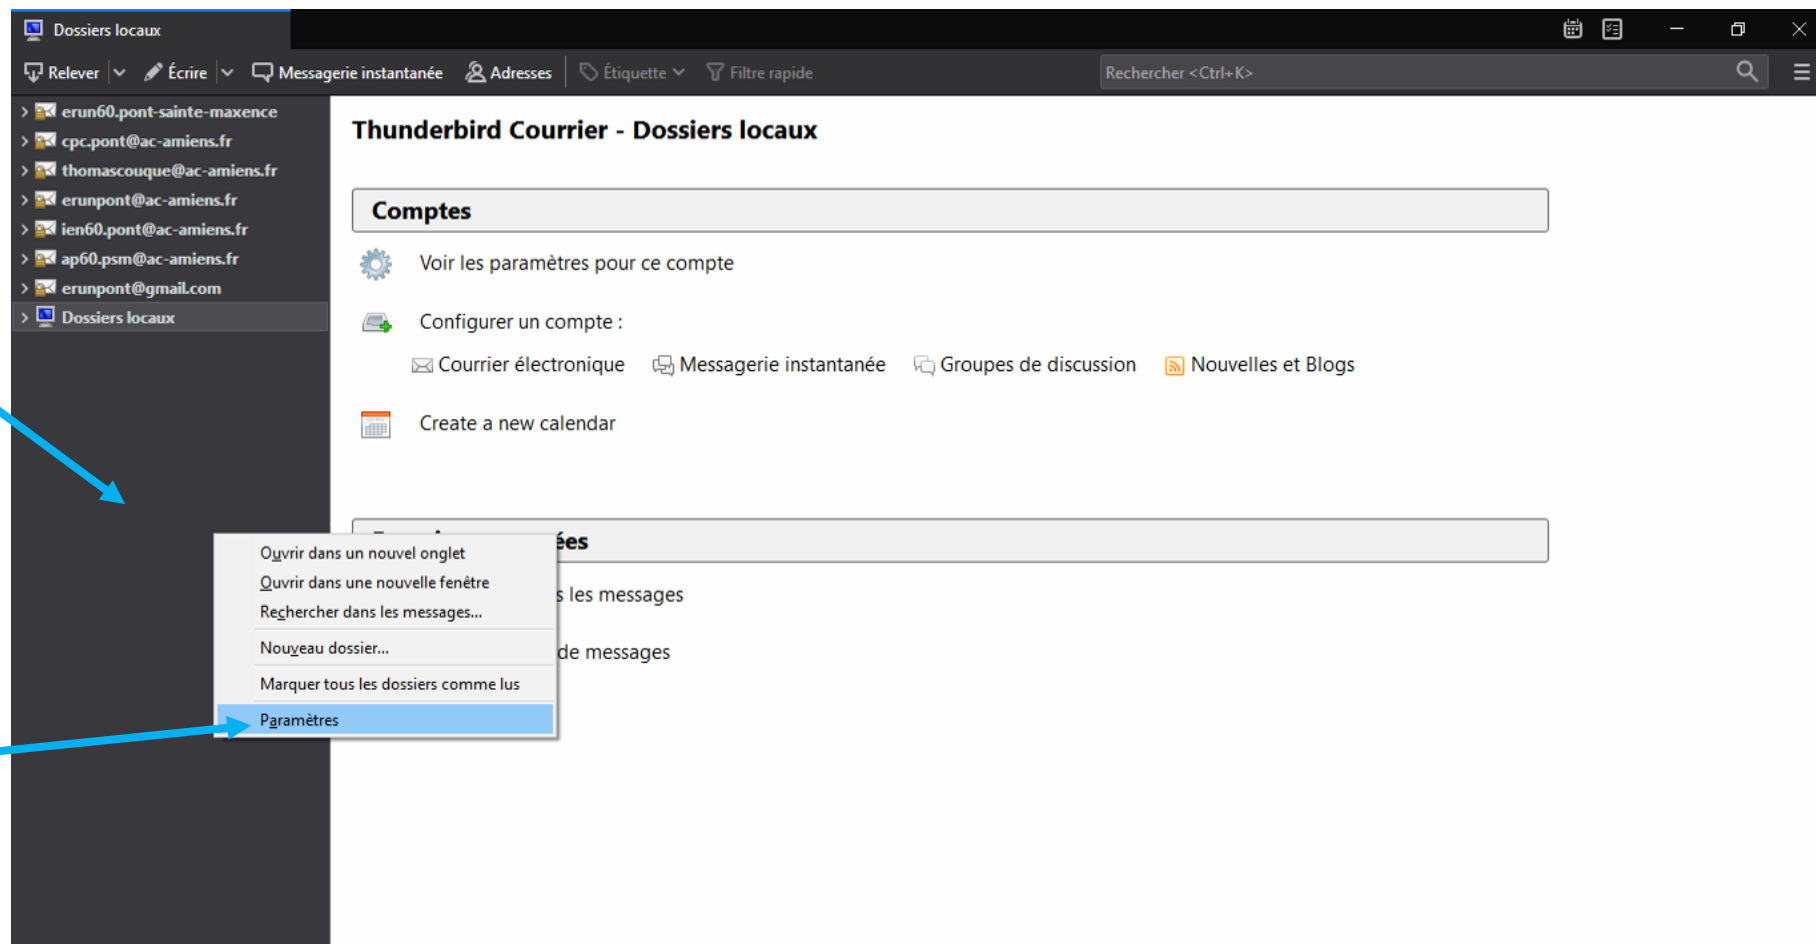 Dossiers locaux
Relever Écrire Messagerie instantanée Adresses Étiquette Filtre rapide Rechercher <Ctrl+K>
erun60.pont-sainte-maxence
cpc.pont@ac-amiens.fr
thomascouque@ac-amiens.fr
erunpont@ac-amiens.fr
ien60.pont@ac-amiens.fr
ap60.psm@ac-amiens.fr
erunpont@gmail.com
Dossiers locaux
Thunderbird Courrier - Dossiers locaux
Comptes
Voir les paramètres pour ce compte
Configurer un compte :
Courrier électronique Messagerie instantanée Groupes de discussion Nouvelles et Blogs
Create a new calendar
ées
s les messages
de messages
Ouvrir dans un nouvel onglet
Ouvrir dans une nouvelle fenêtre
Rechercher dans les messages...
Nouveau dossier...
Marquer tous les dossiers comme lus
Paramètres